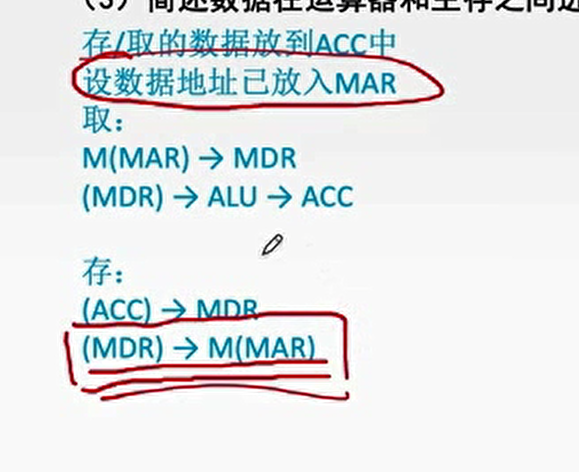 (3) 简述数据在运算器和主存之间进
存/取的数据放到ACC中
设数据地址已放入MAR
取：
M(MAR) → MDR
(MDR) → ALU → ACC
存：
(ACC) → MDR
(MDR) → M(MAR)